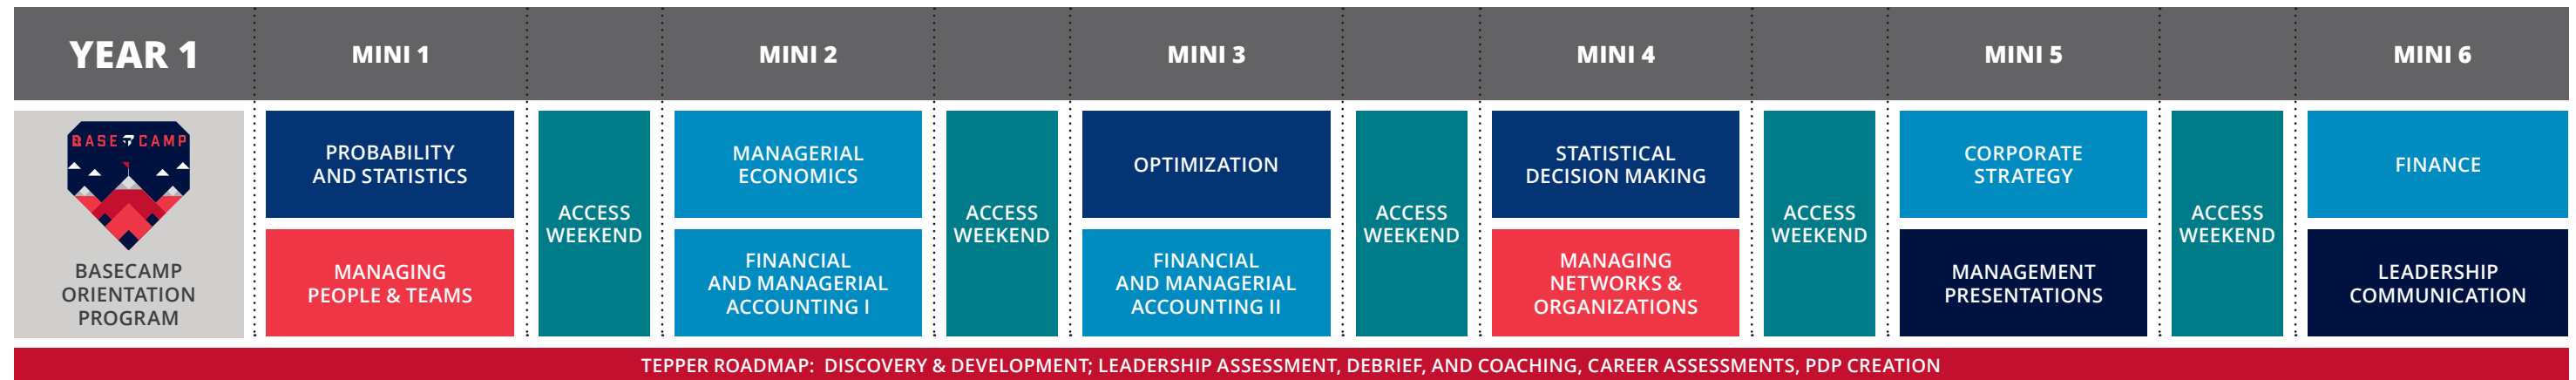 YEAR 1
MINI 1
MINI 2
MINI 3
MINI 4
MINI 5
MINI 6
BASE CAMP
BASECAMP
ORIENTATION
PROGRAM
PROBABILITY
AND STATISTICS
MANAGING
PEOPLE & TEAMS
ACCESS
WEEKEND
MANAGERIAL
ECONOMICS
FINANCIAL
AND MANAGERIAL
ACCOUNTING I
ACCESS
WEEKEND
OPTIMIZATION
FINANCIAL
AND MANAGERIAL
ACCOUNTING II
ACCESS
WEEKEND
STATISTICAL
DECISION MAKING
MANAGING
NETWORKS &
ORGANIZATIONS
ACCESS
WEEKEND
CORPORATE
STRATEGY
MANAGEMENT
PRESENTATIONS
ACCESS
WEEKEND
FINANCE
LEADERSHIP
COMMUNICATION
TEPPER ROADMAP: DISCOVERY & DEVELOPMENT; LEADERSHIP ASSESSMENT, DEBRIEF, AND COACHING, CAREER ASSESSMENTS, PDP CREATION